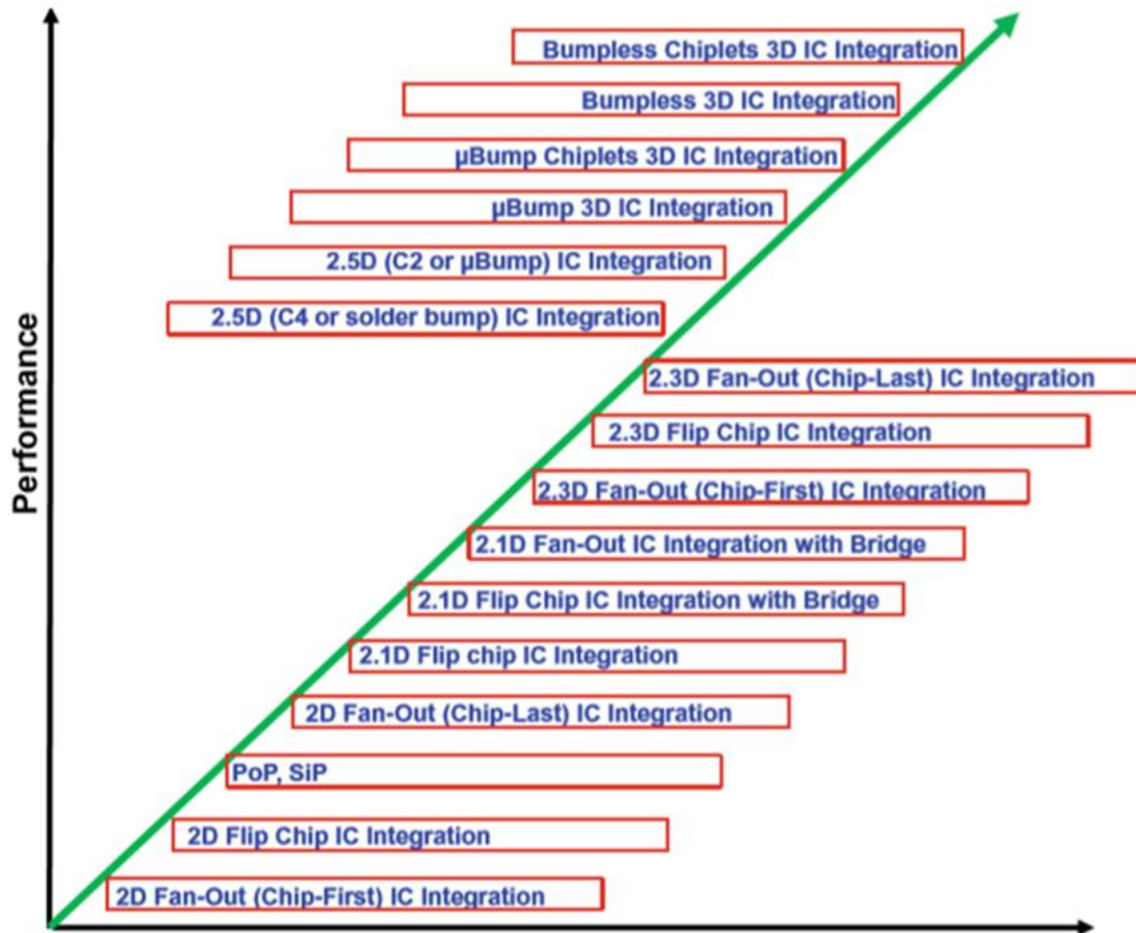 Bumpless Chiplets 3D IC Integration
Bumpless 3D IC Integration
µBump Chiplets 3D IC Integration
µBump 3D IC Integration
2.5D (C2 or µBump) IC Integration
2.5D (C4 or solder bump) IC Integration
2.3D Fan-Out (Chip-Last) IC Integration
2.3D Flip Chip IC Integration
2.3D Fan-Out (Chip-First) IC Integration
2.1D Fan-Out IC Integration with Bridge
2.1D Flip Chip IC Integration with Bridge
2.1D Flip chip IC Integration
2D Fan-Out (Chip-Last) IC Integration
PoP, SiP
2D Flip Chip IC Integration
2D Fan-Out (Chip-First) IC Integration
Performance